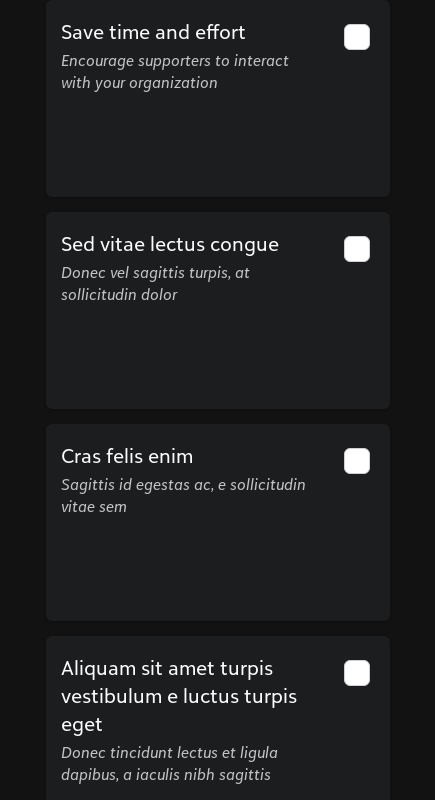 Save time and effort
Encourage supporters to interact
with your organization
Sed vitae lectus congue
Donec vel sagittis turpis, at
sollicitudin dolor
Cras felis enim
Sagittis id egestas ac, e sollicitudin
vitae sem
Aliquam sit amet turpis
vestibulum e luctus turpis
eget
Donec tincidunt lectus et ligula
dapibus, a iaculis nibh sagittis